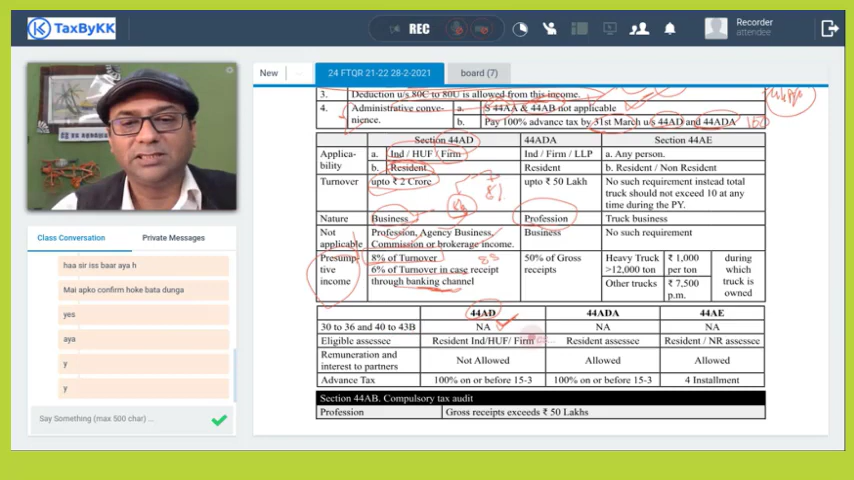 TaxByKK
REC
Recorder
attendee
New
24 FTQR 21-22 28-2-2021
board (7)
3. Deduction u/s 80C to 80U is allowed from this income.
4. Administrative conve-nience. a. S 44AA & 44AB not applicable
b. Pay 100% advance tax by 31st March u/s 44AD and 44ADA
Section 44AD 44ADA Section 44AE
Applica-bility a. Ind / HUF / Firm Ind / Firm / LLP a. Any person.
b. Resident Resident b. Resident / Non Resident
Turnover upto ₹ 2 Crore upto ₹ 50 Lakh No such requirement instead total
truck should not exceed 10 at any
time during the PY.
8%
Nature Business Profession Truck business
Not applicable Profession, Agency Business, Business No such requirement
Commission or brokerage income.
Presump-tive income 8% of Turnover 50% of Gross receipts Heavy Truck >12,000 ton ₹ 1,000 per ton during which truck is owned
6% of Turnover in case receipt
through banking channel
Other trucks ₹ 7,500 p.m.
44AD 44ADA 44AE
30 to 36 and 40 to 43B NA NA NA
Eligible assessee Resident Ind/HUF/ Firm Resident assessee Resident / NR assessee
Remuneration and interest to partners Not Allowed Allowed Allowed
Advance Tax 100% on or before 15-3 100% on or before 15-3 4 Installment
Section 44AB. Compulsory tax audit
Profession Gross receipts exceeds ₹ 50 Lakhs
Class Conversation
Private Messages
haa sir iss baar aya h
Mai apko confirm hoke bata dunga
yes
aya
y
y
Say Something (max 500 char) ...